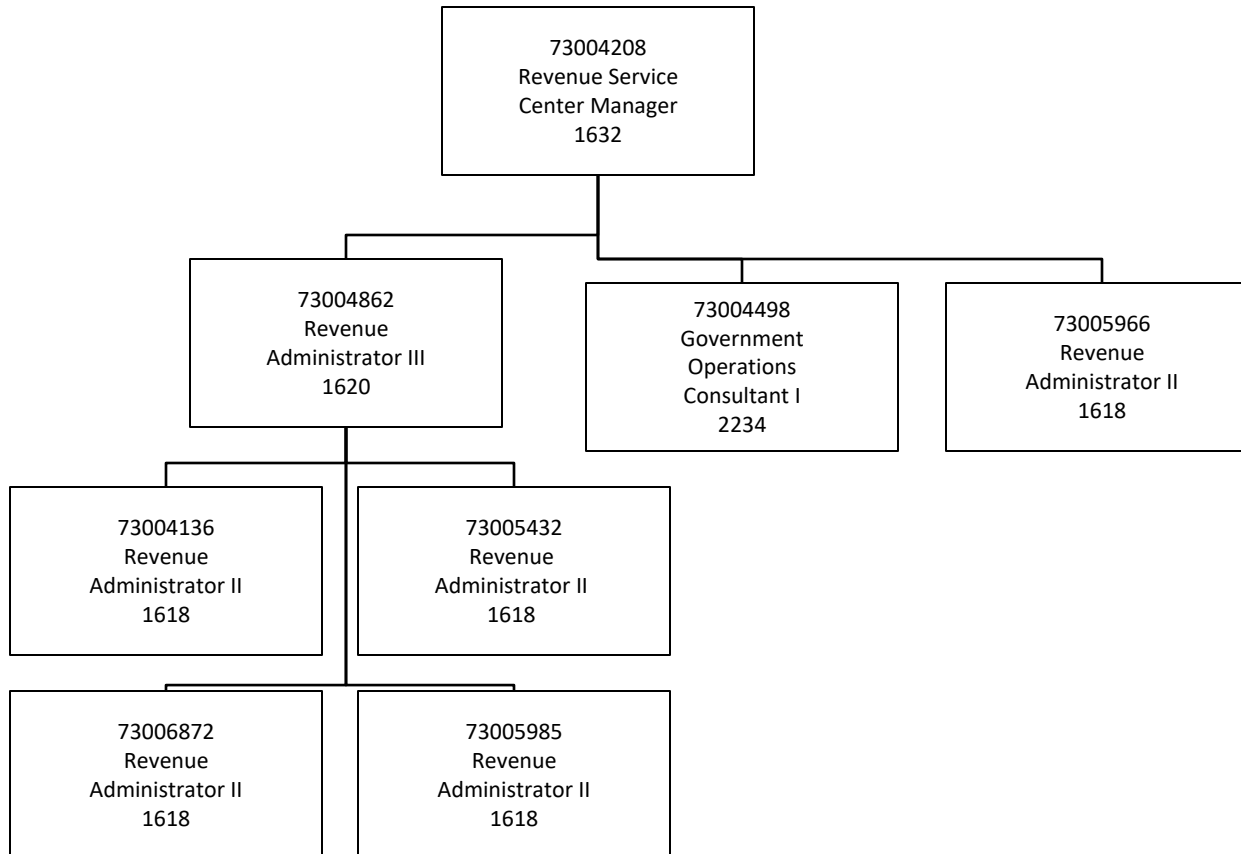 73004208
Revenue Service
Center Manager
1632
73004862
Revenue
Administrator III
1620
73004498
Government
Operations
Consultant I
2234
73005966
Revenue
Administrator II
1618
73004136
Revenue
Administrator II
1618
73005432
Revenue
Administrator II
1618
73006872
Revenue
Administrator II
1618
73005985
Revenue
Administrator II
1618